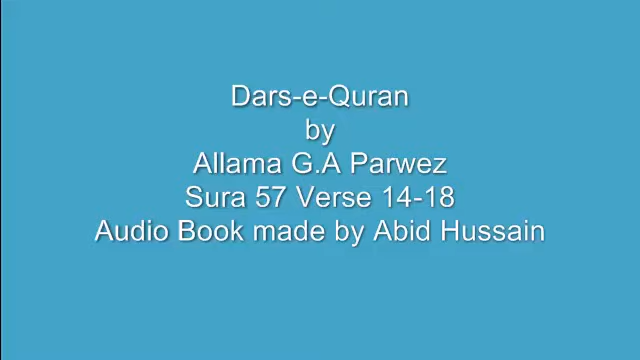 Dars-e-Quran
by
Allama G.A Parwez
Sura 57 Verse 14-18
Audio Book made by Abid Hussain